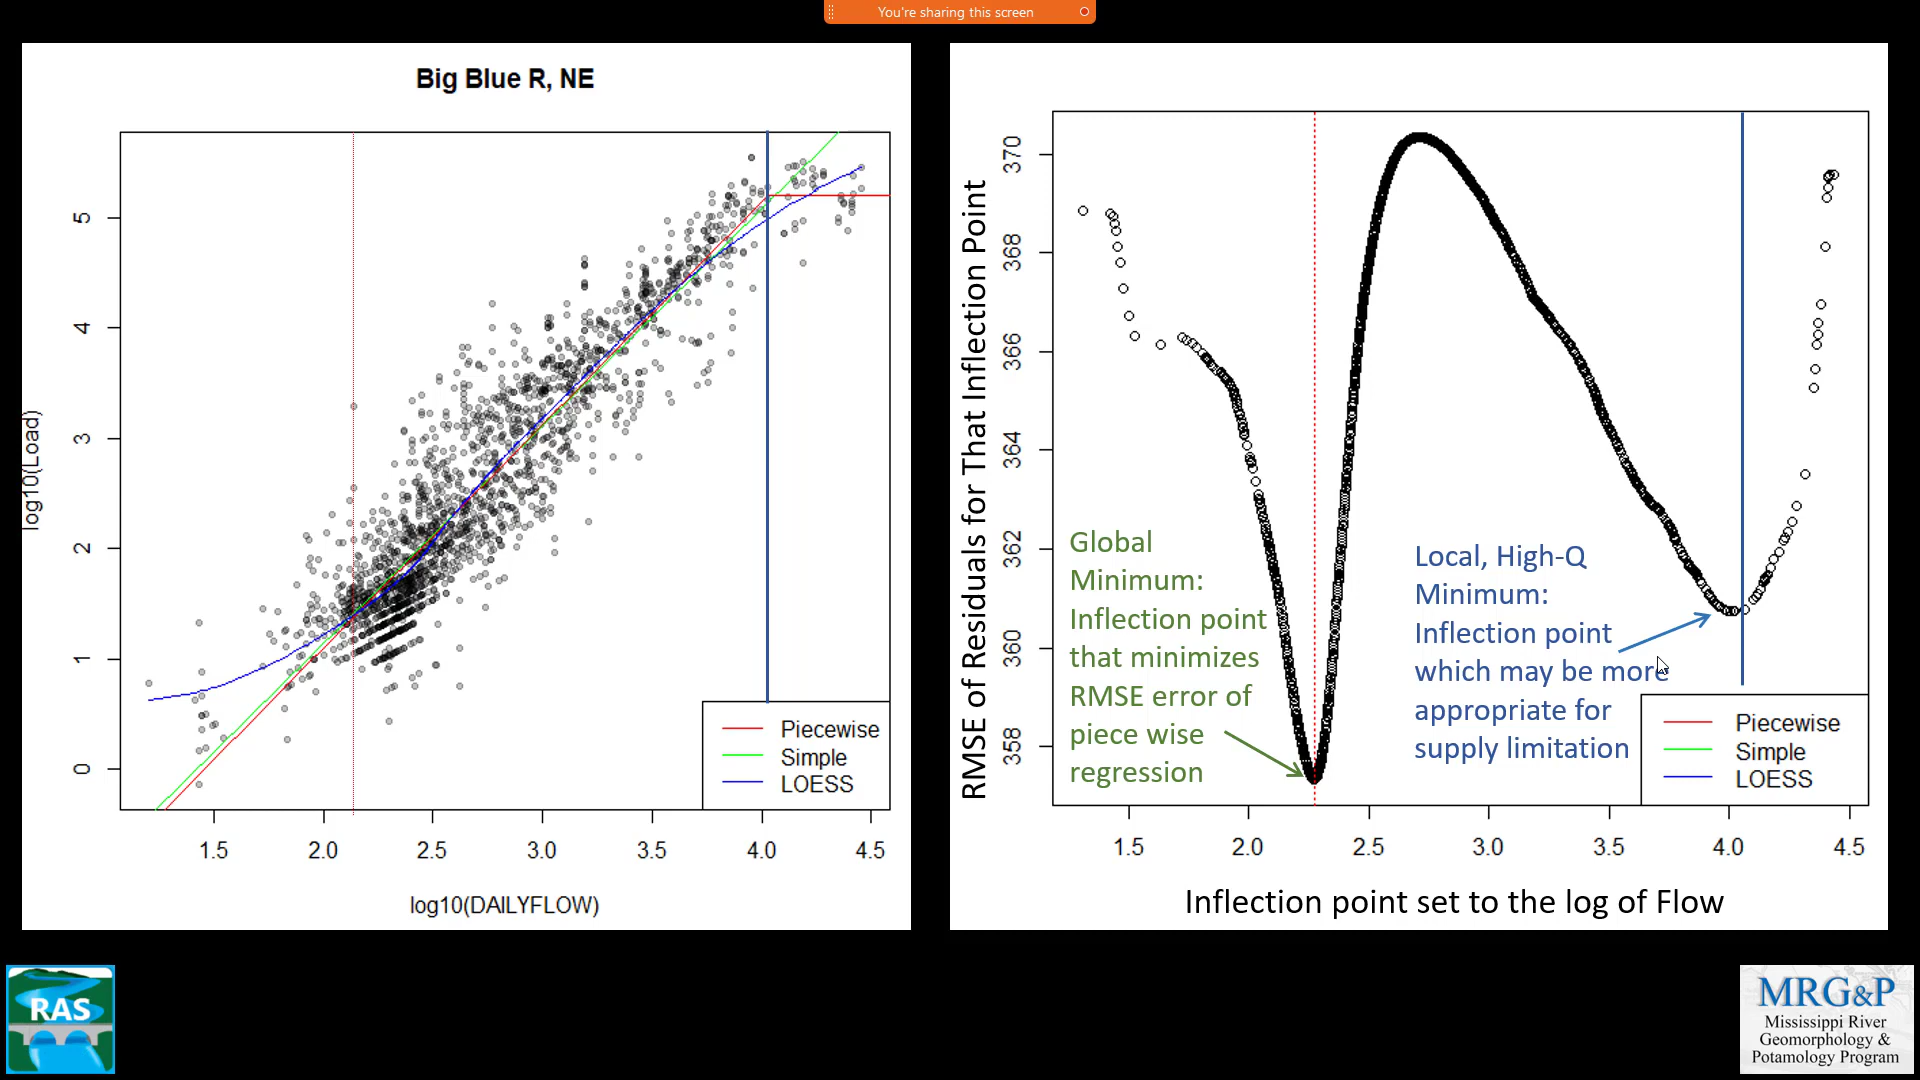 You're sharing this screen
Big Blue R, NE
log10(Load)
5
4
3
2
1
0
Piecewise
Simple
LOESS
1.5 2.0 2.5 3.0 3.5 4.0 4.5
log10(DAILYFLOW)
RMSE of Residuals for That Inflection Point
370
368
366
364
362
360
358
Global
Minimum:
Inflection point
that minimizes
RMSE error of
piece wise
regression
Local, High-Q
Minimum:
Inflection point
which may be more
appropriate for
supply limitation
Piecewise
Simple
LOESS
1.5 2.0 2.5 3.0 3.5 4.0 4.5
Inflection point set to the log of Flow
RAS
MRG&P
Mississippi River
Geomorphology &
Potamology Program